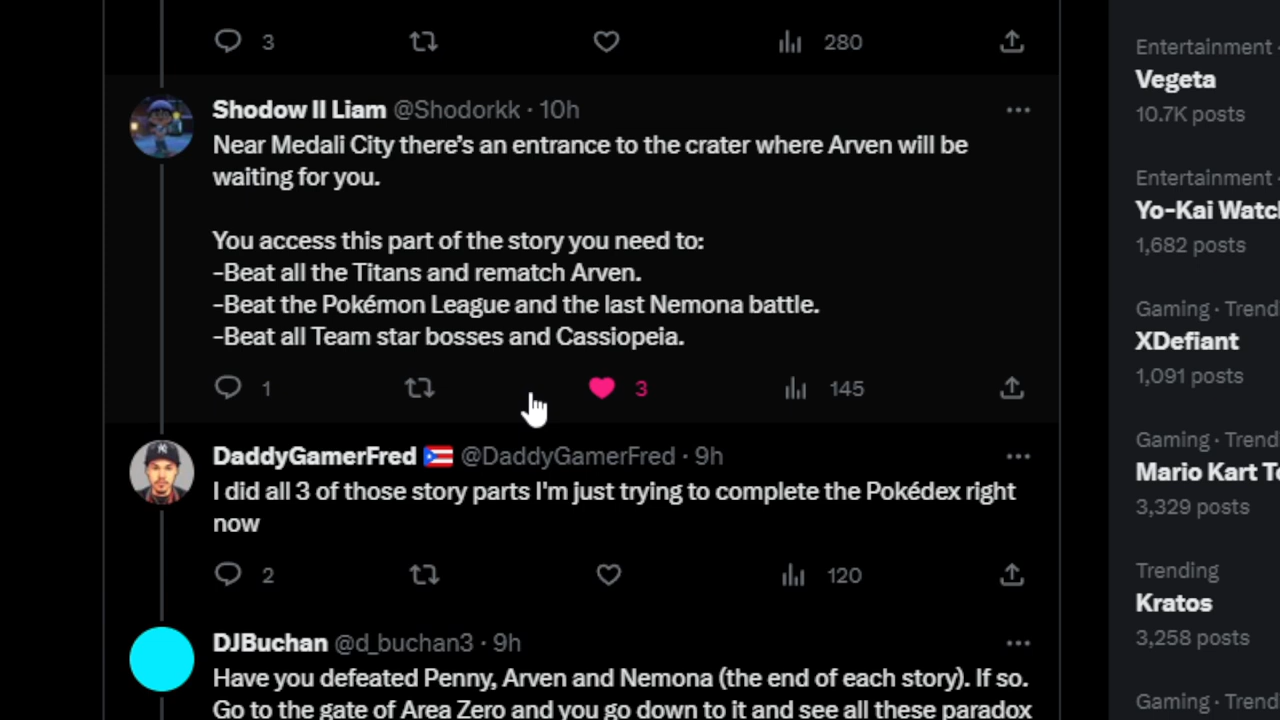 3 280
Shodow II Liam @Shodorkk · 10h
Near Medali City there's an entrance to the crater where Arven will be
waiting for you.
You access this part of the story you need to:
-Beat all the Titans and rematch Arven.
-Beat the Pokémon League and the last Nemona battle.
-Beat all Team star bosses and Cassiopeia.
1 3 145
DaddyGamerFred 🇵🇷 @DaddyGamerFred · 9h
I did all 3 of those story parts I'm just trying to complete the Pokédex right
now
2 120
DJBuchan @d_buchan3 · 9h
Have you defeated Penny, Arven and Nemona (the end of each story). If so.
Go to the gate of Area Zero and you go down to it and see all these paradox
Entertainment ·
Vegeta
10.7K posts
Entertainment ·
Yo-Kai Watc
1,682 posts
Gaming · Trend
XDefiant
1,091 posts
Gaming · Trend
Mario Kart To
3,329 posts
Trending
Kratos
3,258 posts
Gaming · Trend